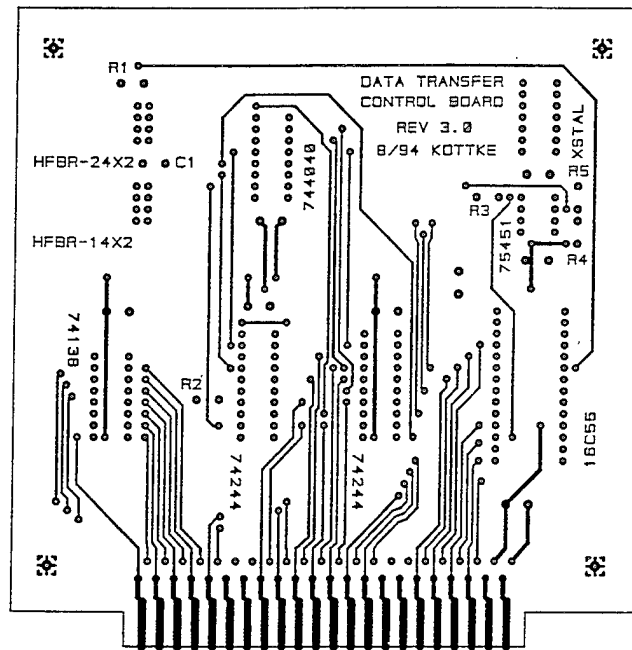 R1
DATA TRANSFER
CONTROL BOARD
REV 3.0
8/94 KOTTKE
XSTAL
HFBR-24X2
C1
744040
R5
R3
HFBR-14X2
75451
R4
74138
R2
74244
74244
16C55